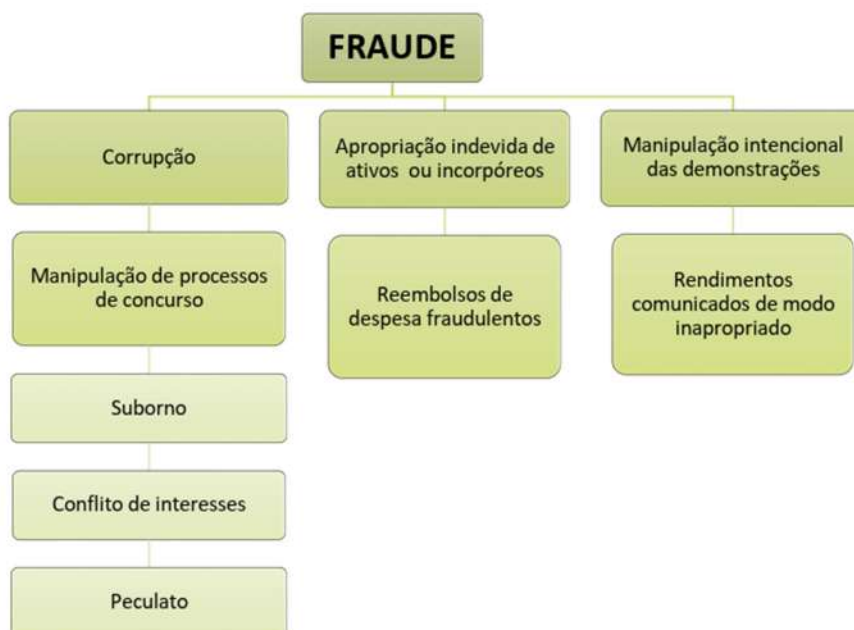 FRAUDE
Corrupção
Apropriação indevida de
ativos ou incorpóreos
Manipulação intencional
das demonstrações
Manipulação de processos
de concurso
Reembolsos de
despesa fraudulentos
Rendimentos
comunicados de modo
inapropriado
Suborno
Conflito de interesses
Peculato